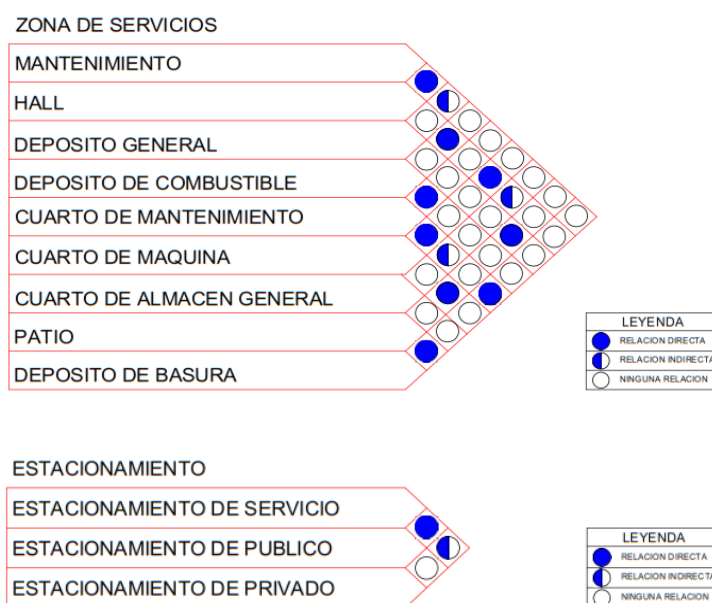 ZONA DE SERVICIOS
MANTENIMIENTO
HALL
DEPOSITO GENERAL
DEPOSITO DE COMBUSTIBLE
CUARTO DE MANTENIMIENTO
CUARTO DE MAQUINA
CUARTO DE ALMACEN GENERAL
PATIO
DEPOSITO DE BASURA
LEYENDA
RELACION DIRECTA
RELACION INDIRECTA
NINGUNA RELACION
ESTACIONAMIENTO
ESTACIONAMIENTO DE SERVICIO
ESTACIONAMIENTO DE PUBLICO
ESTACIONAMIENTO DE PRIVADO
LEYENDA
RELACION DIRECTA
RELACION INDIRECTA
NINGUNA RELACION